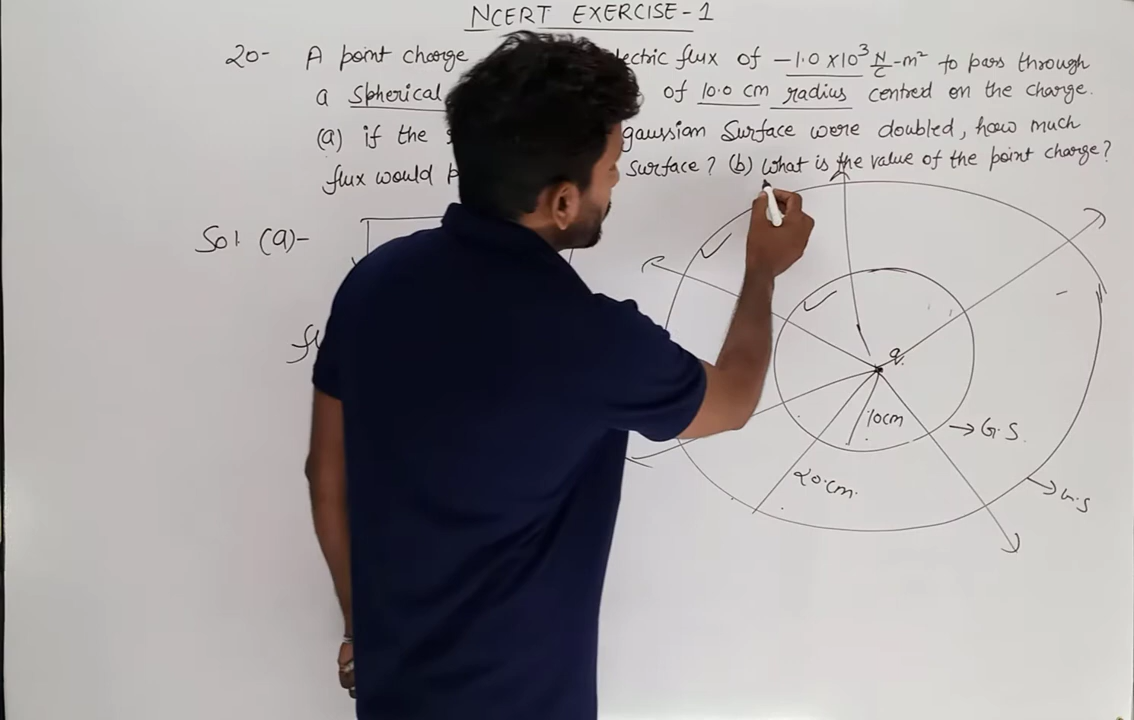 NCERT EXERCISE-1
20- A point charge ectric flux of -1.0 ×10³ N/C-m² to pass through
a Spherical of 10.0 cm radius centred on the charge.
(a) if the gaussian Surface were doubled, how much
flux would p surface? (b) What is the value of the point charge?
Sol (a)-
q
10cm
→ G.S.
20.cm.
→ G.S